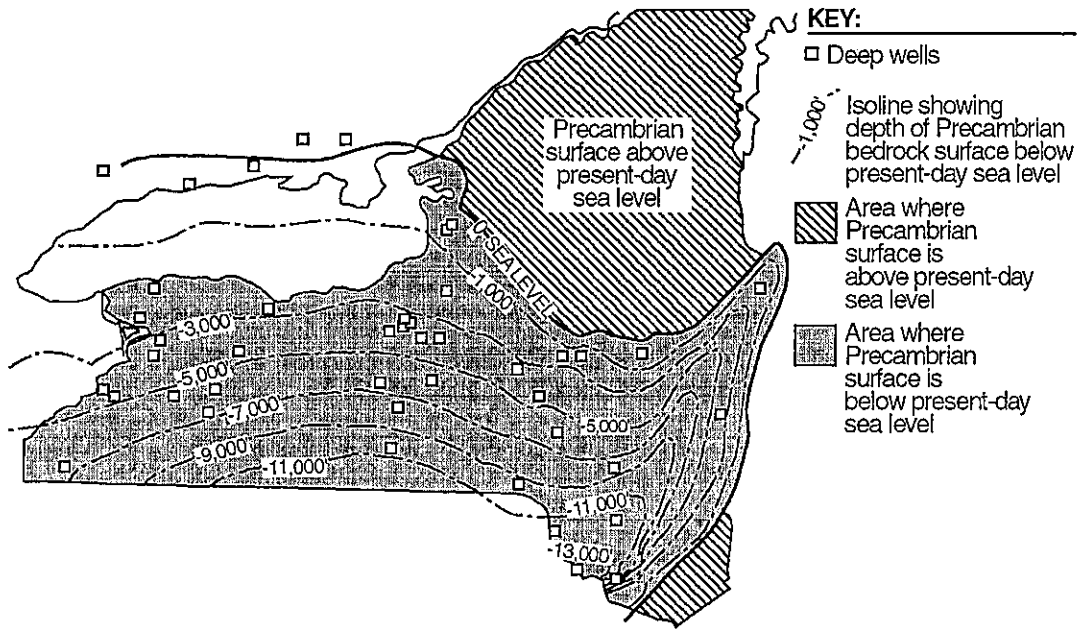 KEY:
Deep wells
-1,000'
Isoline showing
depth of Precambrian
bedrock surface below
present-day sea level
Area where
Precambrian
surface is
above present-day
sea level
Area where
Precambrian
surface is
below present-day
sea level
Precambrian
surface above
present-day
sea level
0'SEA LEVEL
-1,000'
-3,000'
-5,000'
-7,000'
-9,000'
-11,000'
-5,000'
-11,000'
-13,000'